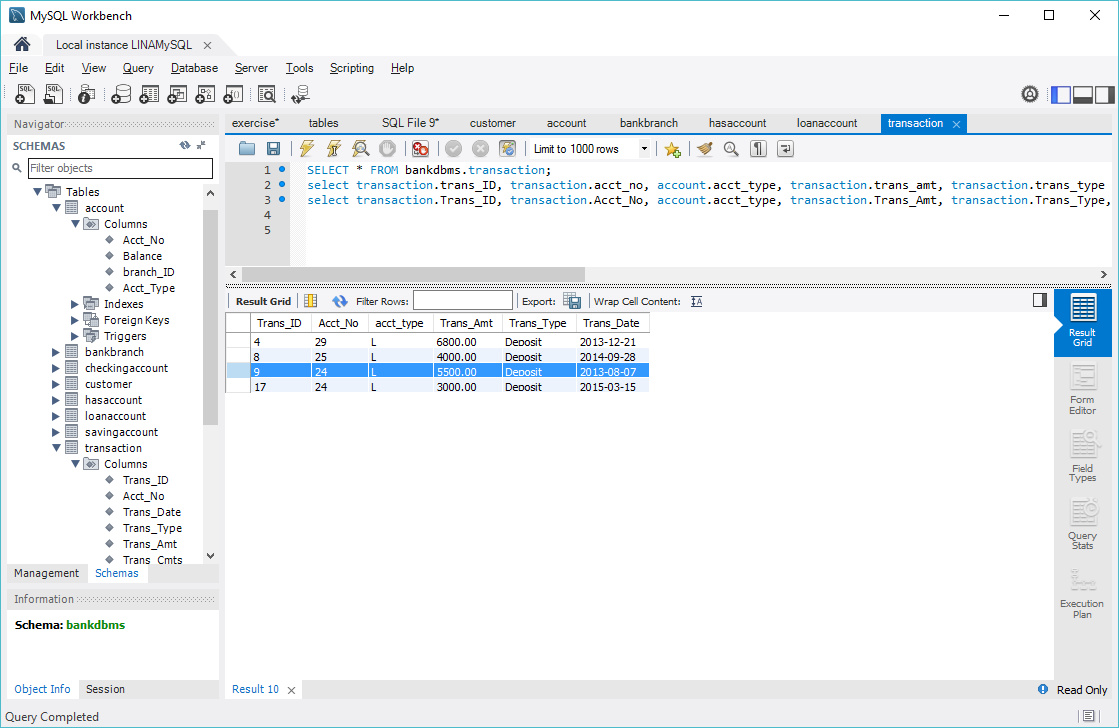 MySQL Workbench
Local instance LINAMySQL
File Edit View Query Database Server Tools Scripting Help
Navigator
SCHEMAS
Filter objects
Tables
account
Columns
Acct_No
Balance
branch_ID
Acct_Type
Indexes
Foreign Keys
Triggers
bankbranch
checkingaccount
customer
hasaccount
loanaccount
savingaccount
transaction
Columns
Trans_ID
Acct_No
Trans_Date
Trans_Type
Trans_Amt
Trans_Cmts
Management Schemas
Information
Schema: bankdbms
Object Info Session
exercise* tables SQL File 9* customer account bankbranch hasaccount loanaccount transaction
Limit to 1000 rows
1 SELECT * FROM bankdbms.transaction;
2 select transaction.trans_ID, transaction.acct_no, account.acct_type, transaction.trans_amt, transaction.trans_type
3 select transaction.Trans_ID, transaction.Acct_No, account.acct_type, transaction.Trans_Amt, transaction.Trans_Type,
4
5
Result Grid Filter Rows: Export: Wrap Cell Content:
Trans_ID Acct_No acct_type Trans_Amt Trans_Type Trans_Date
4 29 L 6800.00 Deposit 2013-12-21
8 25 L 4000.00 Deposit 2014-09-28
9 24 L 5500.00 Deposit 2013-08-07
17 24 L 3000.00 Deposit 2015-03-15
Result
Grid
Form
Editor
Field
Types
Query
Stats
Execution
Plan
Result 10
Read Only
Query Completed